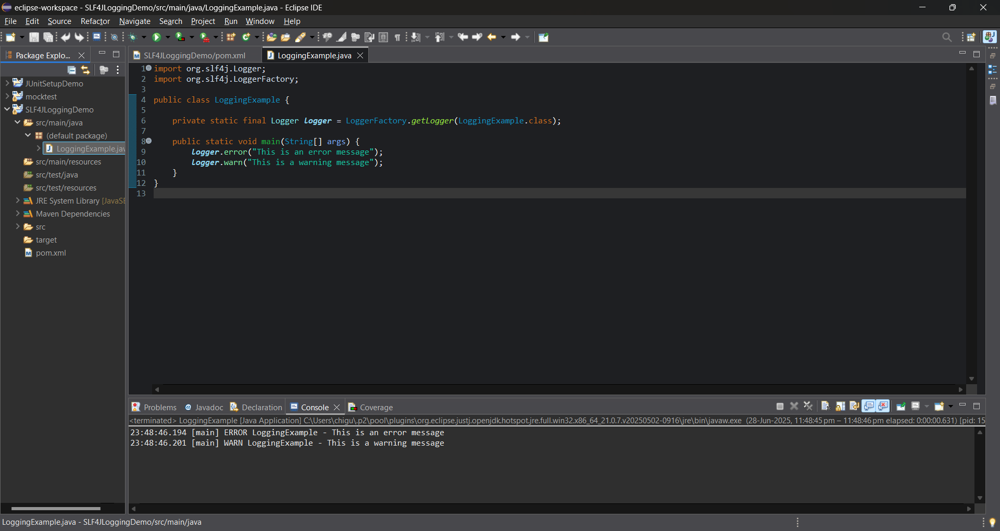 eclipse-workspace - SLF4JLoggingDemo/src/main/java/LoggingExample.java - Eclipse IDE
File Edit Source Refactor Navigate Search Project Run Window Help
Package Explo...
SLF4JLoggingDemo/pom.xml
LoggingExample.java
JUnitSetupDemo
mocktest
SLF4JLoggingDemo
src/main/java
(default package)
LoggingExample.jav
src/main/resources
src/test/java
src/test/resources
JRE System Library [JavaSE
Maven Dependencies
src
target
pom.xml
1 import org.slf4j.Logger;
2 import org.slf4j.LoggerFactory;
3
4 public class LoggingExample {
5
6 private static final Logger logger = LoggerFactory.getLogger(LoggingExample.class);
7
8 public static void main(String[] args) {
9 logger.error("This is an error message");
10 logger.warn("This is a warning message");
11 }
12 }
13
Problems @ Javadoc Declaration Console Coverage
<terminated> LoggingExample [Java Application] C:\Users\chigu\.p2\pool\plugins\org.eclipse.justj.openjdk.hotspot.jre.full.win32.x86_64_21.0.7.v20250502-0916\jre\bin\javaw.exe (28-Jun-2025, 11:48:45 pm – 11:48:46 pm elapsed: 0:00:00.631) [pid: 15
23:48:46.194 [main] ERROR LoggingExample - This is an error message
23:48:46.201 [main] WARN LoggingExample - This is a warning message
LoggingExample.java - SLF4JLoggingDemo/src/main/java